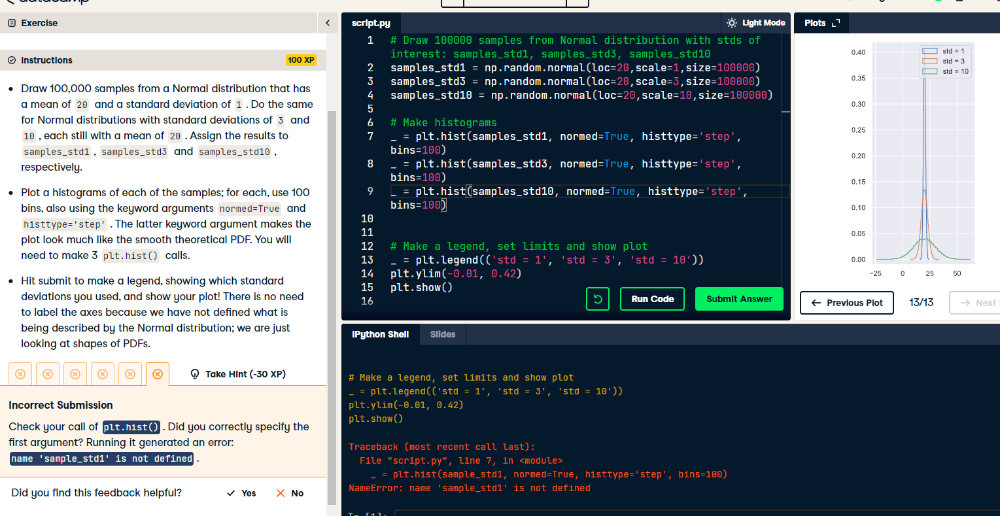 datacamp
Exercise
Instructions
100 XP
Draw 100,000 samples from a Normal distribution that has
a mean of 20 and a standard deviation of 1 . Do the same
for Normal distributions with standard deviations of 3 and
10 , each still with a mean of 20 . Assign the results to
samples_std1 , samples_std3 and samples_std10 ,
respectively.
Plot a histograms of each of the samples; for each, use 100
bins, also using the keyword arguments normed=True and
histtype='step' . The latter keyword argument makes the
plot look much like the smooth theoretical PDF. You will
need to make 3 plt.hist() calls.
Hit submit to make a legend, showing which standard
deviations you used, and show your plot! There is no need
to label the axes because we have not defined what is
being described by the Normal distribution; we are just
looking at shapes of PDFs.
Take Hint (-30 XP)
Incorrect Submission
Check your call of plt.hist() . Did you correctly specify the
first argument? Running it generated an error:
name 'sample_std1' is not defined .
Did you find this feedback helpful?
Yes
No
script.py
Light Mode
1 # Draw 100000 samples from Normal distribution with stds of
interest: samples_std1, samples_std3, samples_std10
2 samples_std1 = np.random.normal(loc=20,scale=1,size=100000)
3 samples_std3 = np.random.normal(loc=20,scale=3,size=100000)
4 samples_std10 = np.random.normal(loc=20,scale=10,size=100000)
5
6 # Make histograms
7 _ = plt.hist(samples_std1, normed=True, histtype='step',
bins=100)
8 _ = plt.hist(samples_std3, normed=True, histtype='step',
bins=100)
9 _ = plt.hist(samples_std10, normed=True, histtype='step',
bins=100)
10
11
12 # Make a legend, set limits and show plot
13 _ = plt.legend(('std = 1', 'std = 3', 'std = 10'))
14 plt.ylim(-0.01, 0.42)
15 plt.show()
16
Run Code
Submit Answer
IPython Shell
Slides
# Make a legend, set limits and show plot
_ = plt.legend(('std = 1', 'std = 3', 'std = 10'))
plt.ylim(-0.01, 0.42)
plt.show()
Traceback (most recent call last):
File "script.py", line 7, in <module>
_ = plt.hist(sample_std1, normed=True, histtype='step', bins=100)
NameError: name 'sample_std1' is not defined
In [1]:
Plots
0.40
0.35
0.30
0.25
0.20
0.15
0.10
0.05
0.00
std = 1
std = 3
std = 10
−25
0
25
50
Previous Plot
13/13
Next